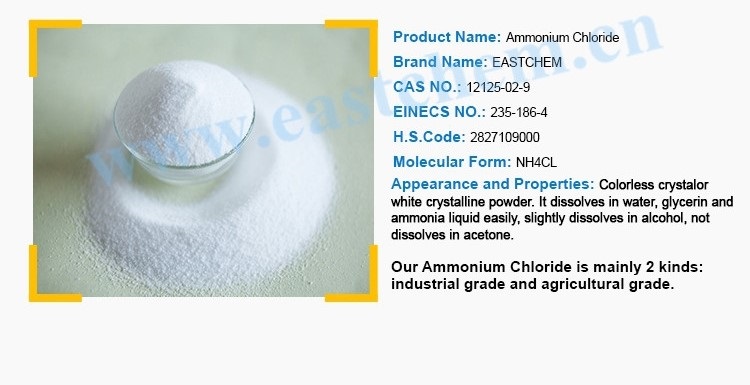 Product Name: Ammonium Chloride
Brand Name: EASTCHEM
CAS NO.: 12125-02-9
EINECS NO.: 235-186-4
H.S.Code: 2827109000
Molecular Form: NH4CL
Appearance and Properties: Colorless crystalor
white crystalline powder. It dissolves in water, glycerin and
ammonia liquid easily, slightly dissolves in alcohol, not
dissolves in acetone.
Our Ammonium Chloride is mainly 2 kinds:
industrial grade and agricultural grade.
www.eastchem.cn